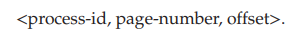 <process-id, page-number, offset>.